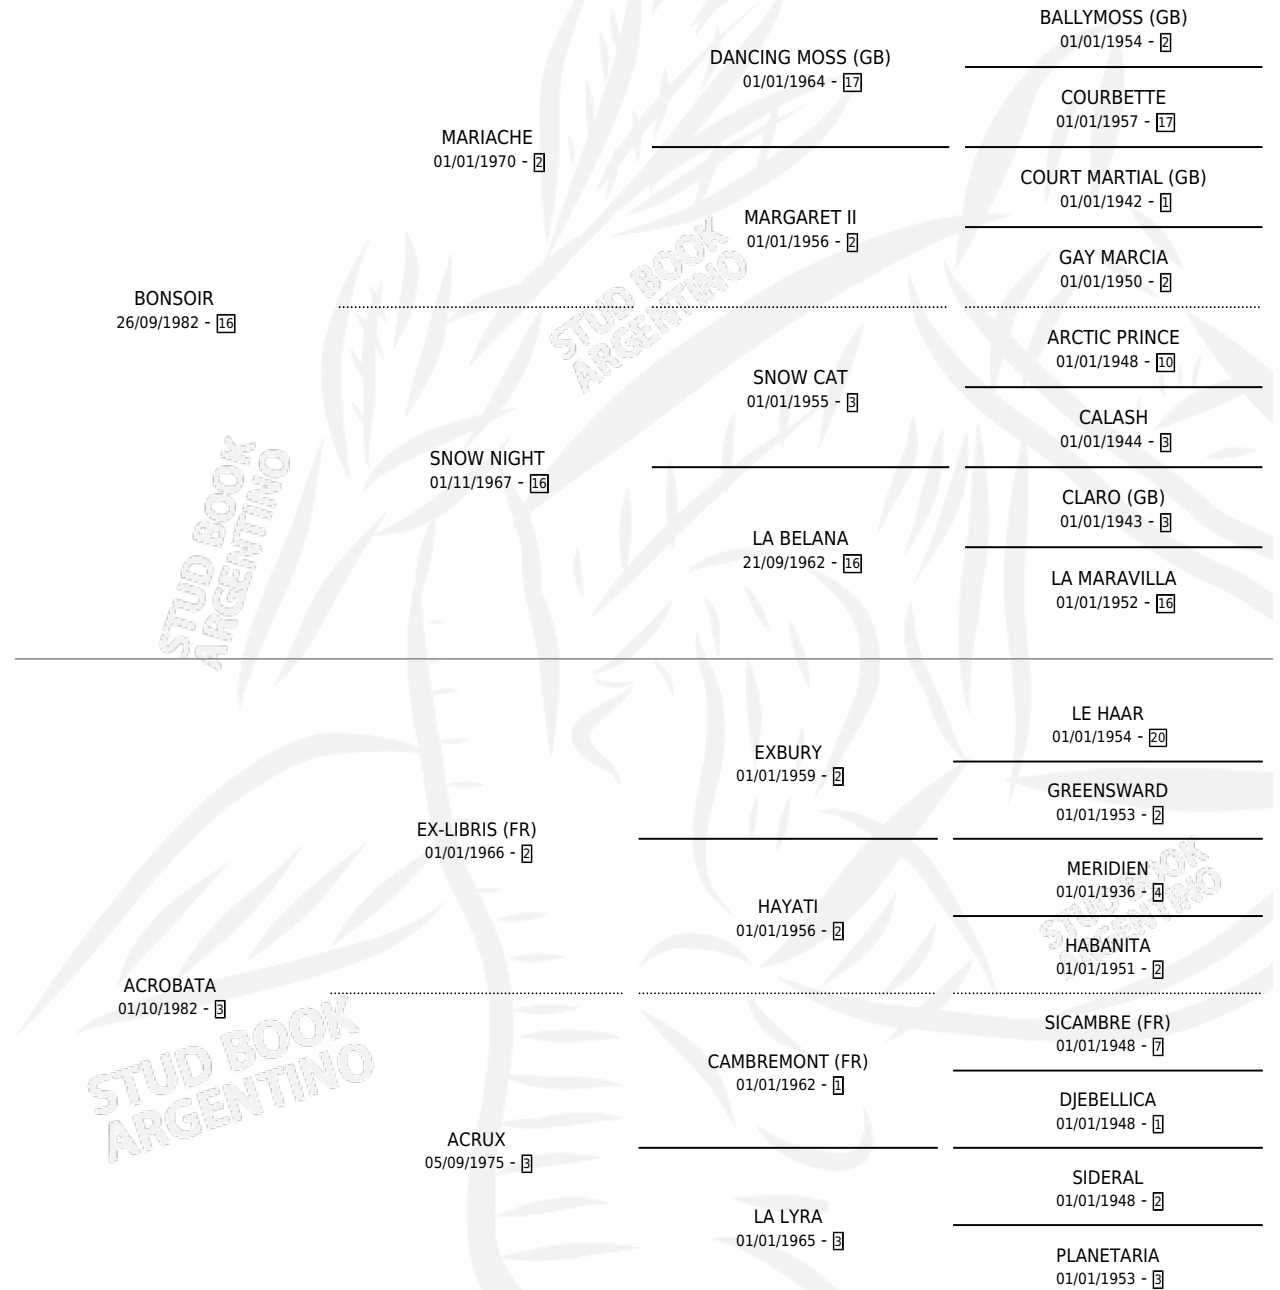 BALLYMOSS (GB)
01/01/1954 - 2
DANCING MOSS (GB)
01/01/1964 - 17
COURBETTE
01/01/1957 - 17
MARIACHE
01/01/1970 - 2
COURT MARTIAL (GB)
01/01/1942 - 1
MARGARET II
01/01/1956 - 2
GAY MARCIA
01/01/1950 - 2
BONSOIR
26/09/1982 - 16
ARCTIC PRINCE
01/01/1948 - 10
SNOW CAT
01/01/1955 - 3
CALASH
01/01/1944 - 3
SNOW NIGHT
01/11/1967 - 16
CLARO (GB)
01/01/1943 - 3
LA BELANA
21/09/1962 - 16
LA MARAVILLA
01/01/1952 - 16
STUD BOOK
ARGENTINO
STUD BOOK
ARGENTINO
LE HAAR
01/01/1954 - 20
EXBURY
01/01/1959 - 2
GREENSWARD
01/01/1953 - 2
EX-LIBRIS (FR)
01/01/1966 - 2
MERIDIEN
01/01/1936 - 4
HAYATI
01/01/1956 - 2
HABANITA
01/01/1951 - 2
ACROBATA
01/10/1982 - 3
SICAMBRE (FR)
01/01/1948 - 7
CAMBREMONT (FR)
01/01/1962 - 1
DJEBELLICA
01/01/1948 - 1
ACRUX
05/09/1975 - 3
SIDERAL
01/01/1948 - 2
LA LYRA
01/01/1965 - 3
PLANETARIA
01/01/1953 - 3
STUD BOOK
ARGENTINO
STUD BOOK
ARGENTINO